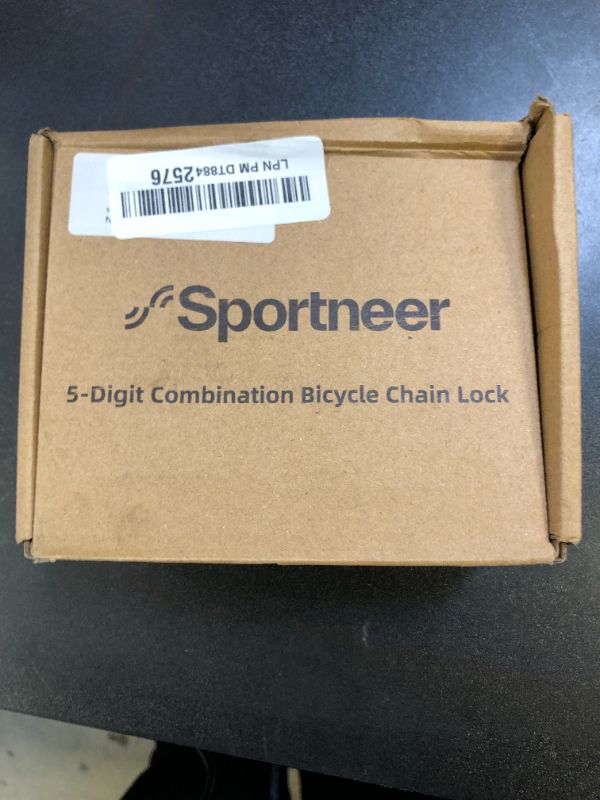 LPN PM DT8842576
Sportneer
5-Digit Combination Bicycle Chain Lock